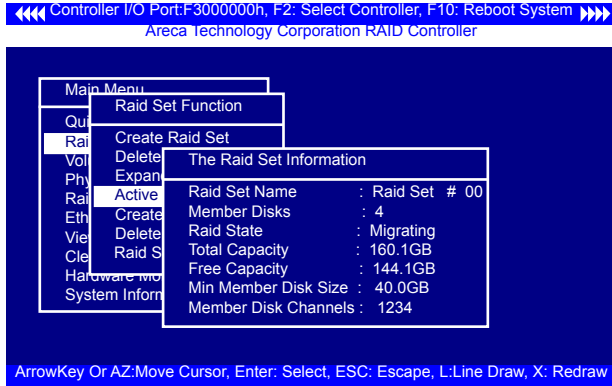 Controller I/O Port:F3000000h, F2: Select Controller, F10: Reboot System
Areca Technology Corporation RAID Controller
Main Menu
Raid Set Function
Create Raid Set
Delete
Active
Create
Delete
Raid
System
The Raid Set Information
Raid Set Name : Raid Set # 00
Member Disks : 4
Raid State : Migrating
Total Capacity : 160.1GB
Free Capacity : 144.1GB
Min Member Disk Size : 40.0GB
Member Disk Channels : 1234
ArrowKey Or AZ:Move Cursor, Enter: Select, ESC: Escape, L:Line Draw, X: Redraw